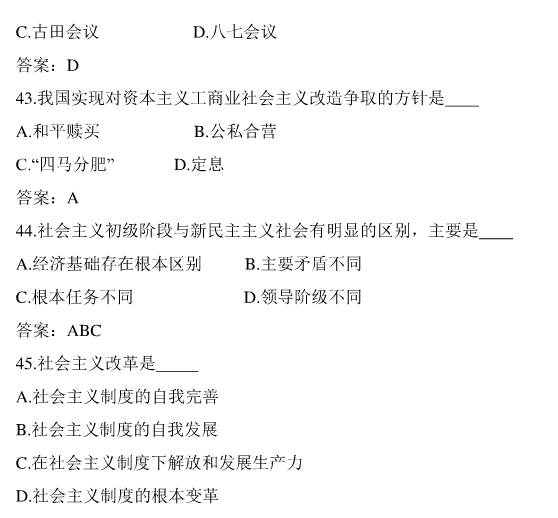 C.古田会议 D.八七会议
答案：D
43.我国实现对资本主义工商业社会主义改造争取的方针是____
A.和平赎买 B.公私合营
C.“四马分肥” D.定息
答案：A
44.社会主义初级阶段与新民主主义社会有明显的区别，主要是____
A.经济基础存在根本区别 B.主要矛盾不同
C.根本任务不同 D.领导阶级不同
答案：ABC
45.社会主义改革是_____
A.社会主义制度的自我完善
B.社会主义制度的自我发展
C.在社会主义制度下解放和发展生产力
D.社会主义制度的根本变革